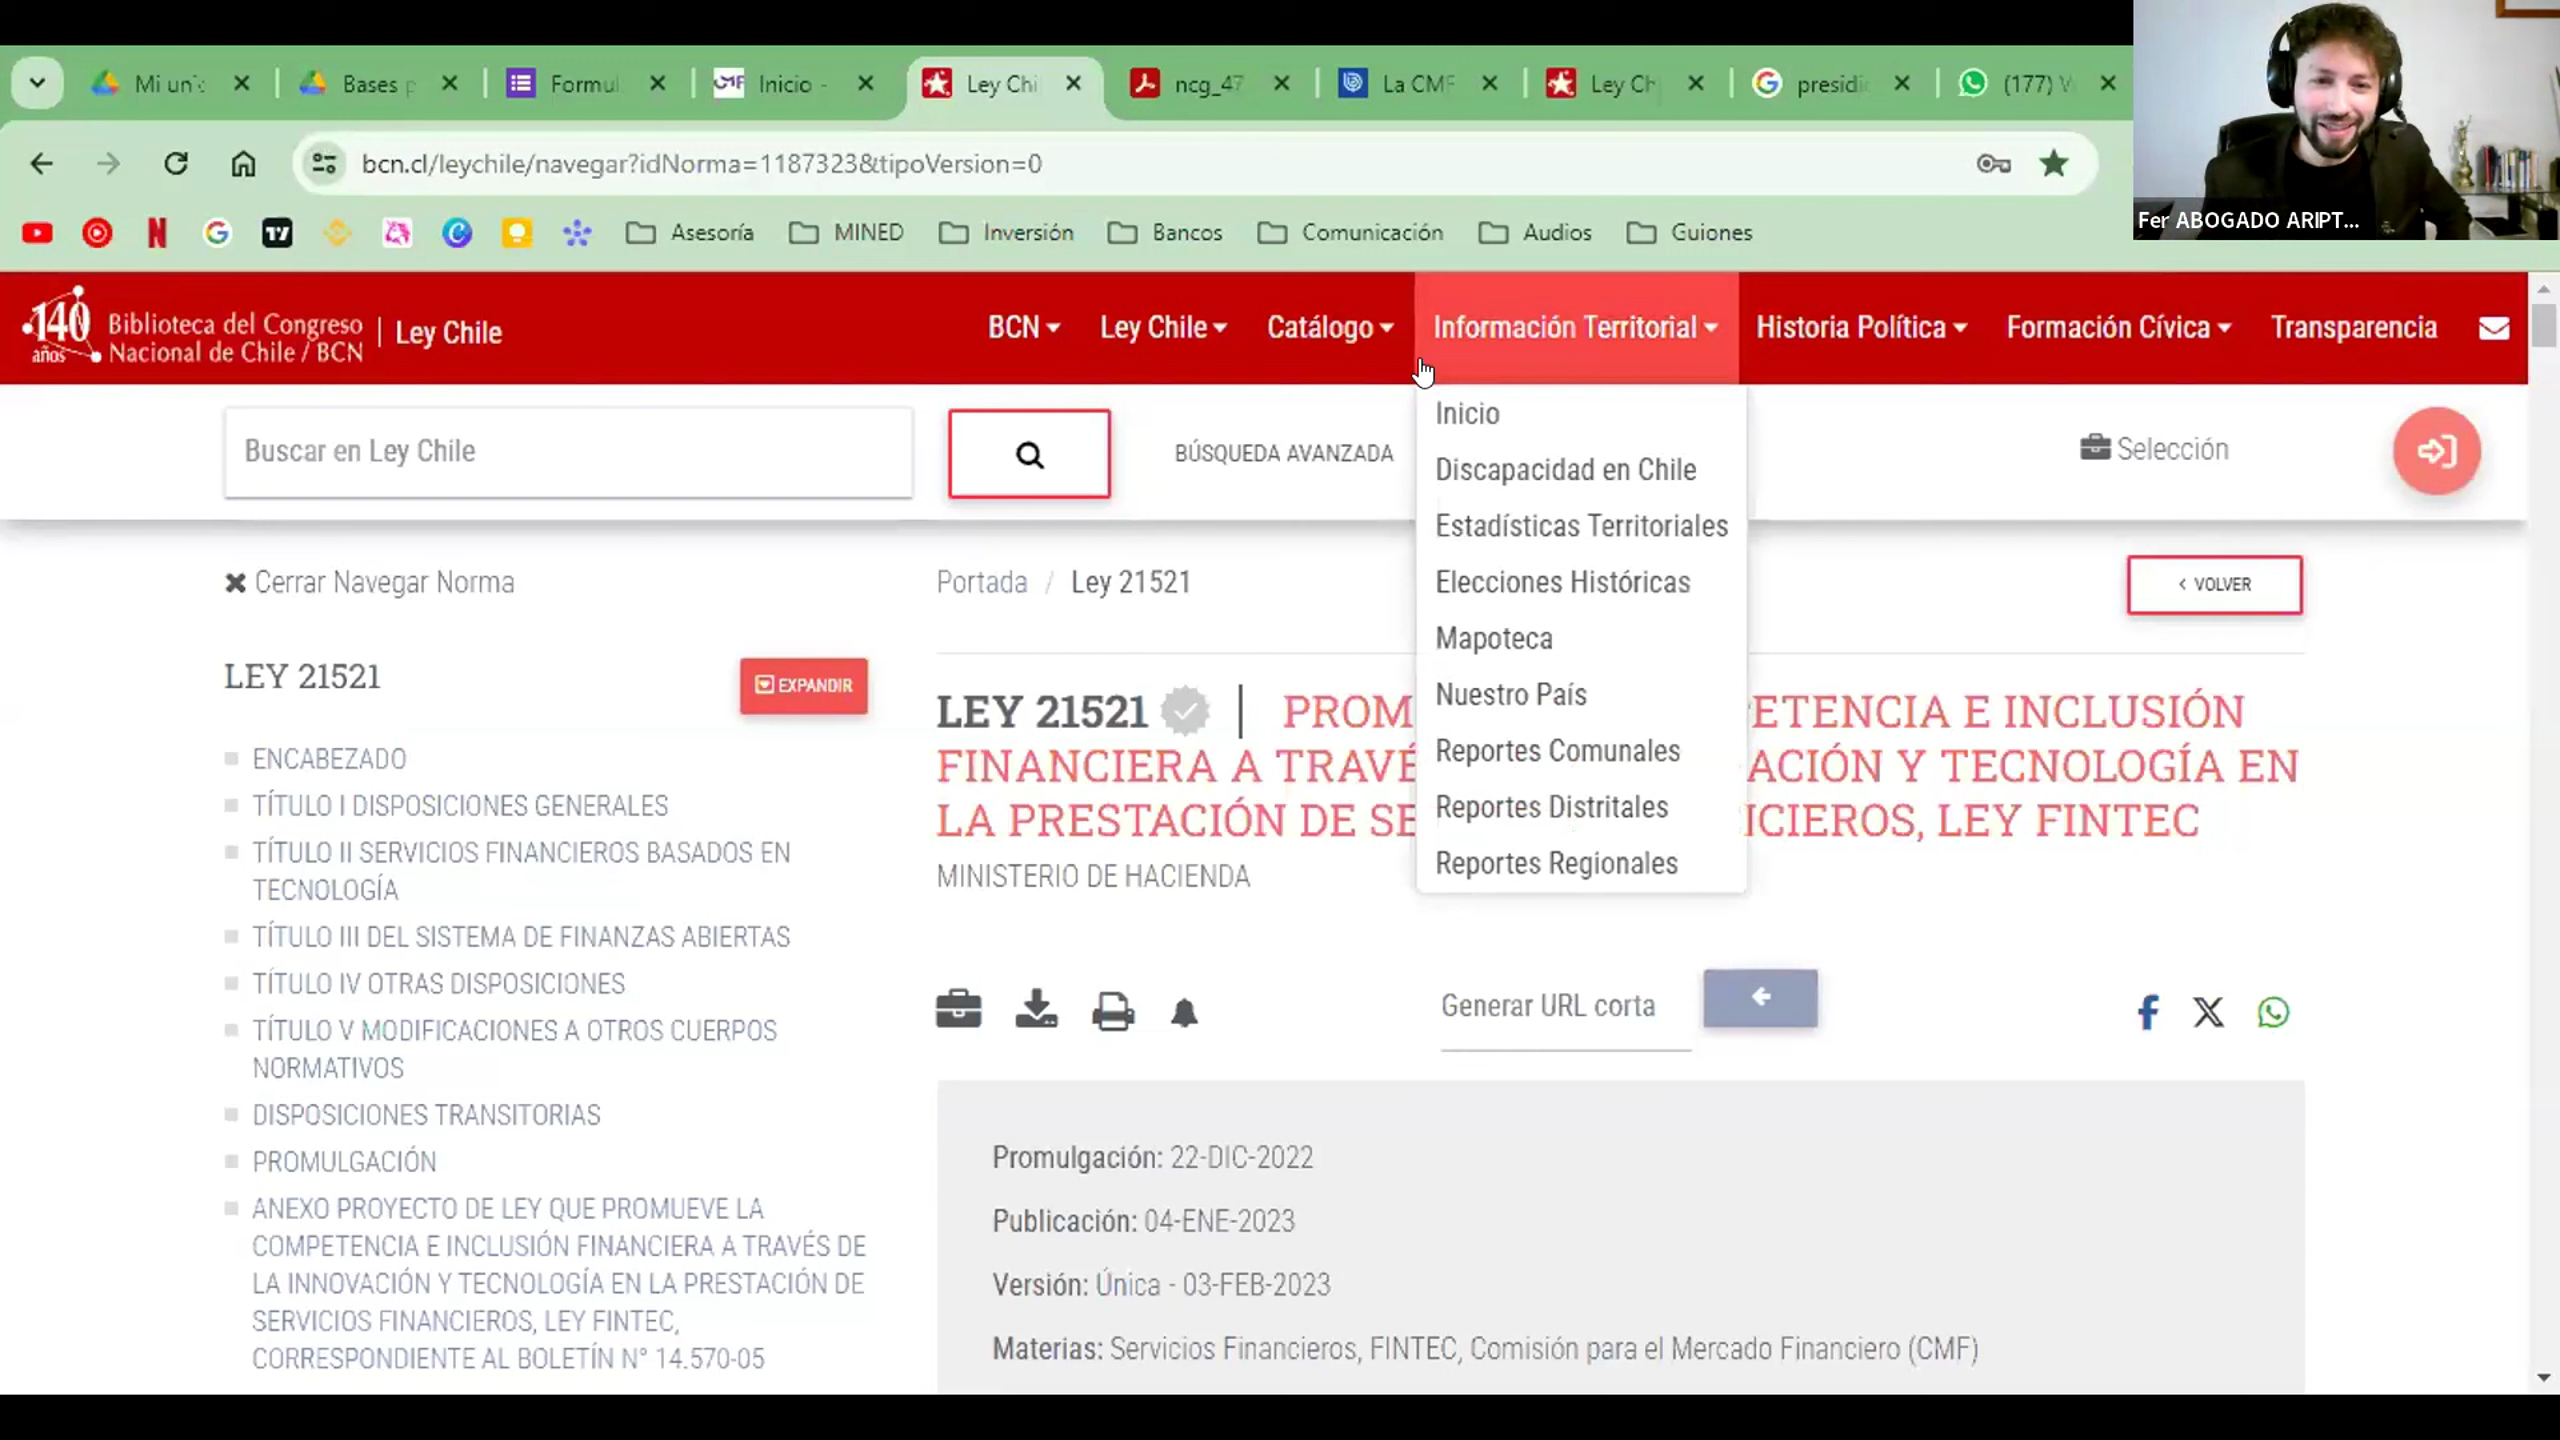 Mi un
Bases p
Formul
CMF
Inicio -
Ley Chi
ncg_47
La CMF
Ley Ch
presidi
(177) V
bcn.cl/leychile/navegar?idNorma=1187323&tipoVersion=0
Asesoría
MINED
Inversión
Bancos
Comunicación
Audios
Guiones
Fer ABOGADO ARIPT...
140 años
Biblioteca del Congreso
Nacional de Chile / BCN
Ley Chile
BCN
Ley Chile
Catálogo
Información Territorial
Historia Política
Formación Cívica
Transparencia
Buscar en Ley Chile
BÚSQUEDA AVANZADA
Selección
Inicio
Discapacidad en Chile
Estadísticas Territoriales
Elecciones Históricas
Mapoteca
Nuestro País
Reportes Comunales
Reportes Distritales
Reportes Regionales
Cerrar Navegar Norma
Portada / Ley 21521
VOLVER
LEY 21521
EXPANDIR
ENCABEZADO
TÍTULO I DISPOSICIONES GENERALES
TÍTULO II SERVICIOS FINANCIEROS BASADOS EN
TECNOLOGÍA
TÍTULO III DEL SISTEMA DE FINANZAS ABIERTAS
TÍTULO IV OTRAS DISPOSICIONES
TÍTULO V MODIFICACIONES A OTROS CUERPOS
NORMATIVOS
DISPOSICIONES TRANSITORIAS
PROMULGACIÓN
ANEXO PROYECTO DE LEY QUE PROMUEVE LA
COMPETENCIA E INCLUSIÓN FINANCIERA A TRAVÉS DE
LA INNOVACIÓN Y TECNOLOGÍA EN LA PRESTACIÓN DE
SERVICIOS FINANCIEROS, LEY FINTEC,
CORRESPONDIENTE AL BOLETÍN N° 14.570-05
LEY 21521 | PROM ETENCIA E INCLUSIÓN
FINANCIERA A TRAVÉ ACIÓN Y TECNOLOGÍA EN
LA PRESTACIÓN DE SE ICIEROS, LEY FINTEC
MINISTERIO DE HACIENDA
Generar URL corta
Promulgación: 22-DIC-2022
Publicación: 04-ENE-2023
Versión: Única - 03-FEB-2023
Materias: Servicios Financieros, FINTEC, Comisión para el Mercado Financiero (CMF)